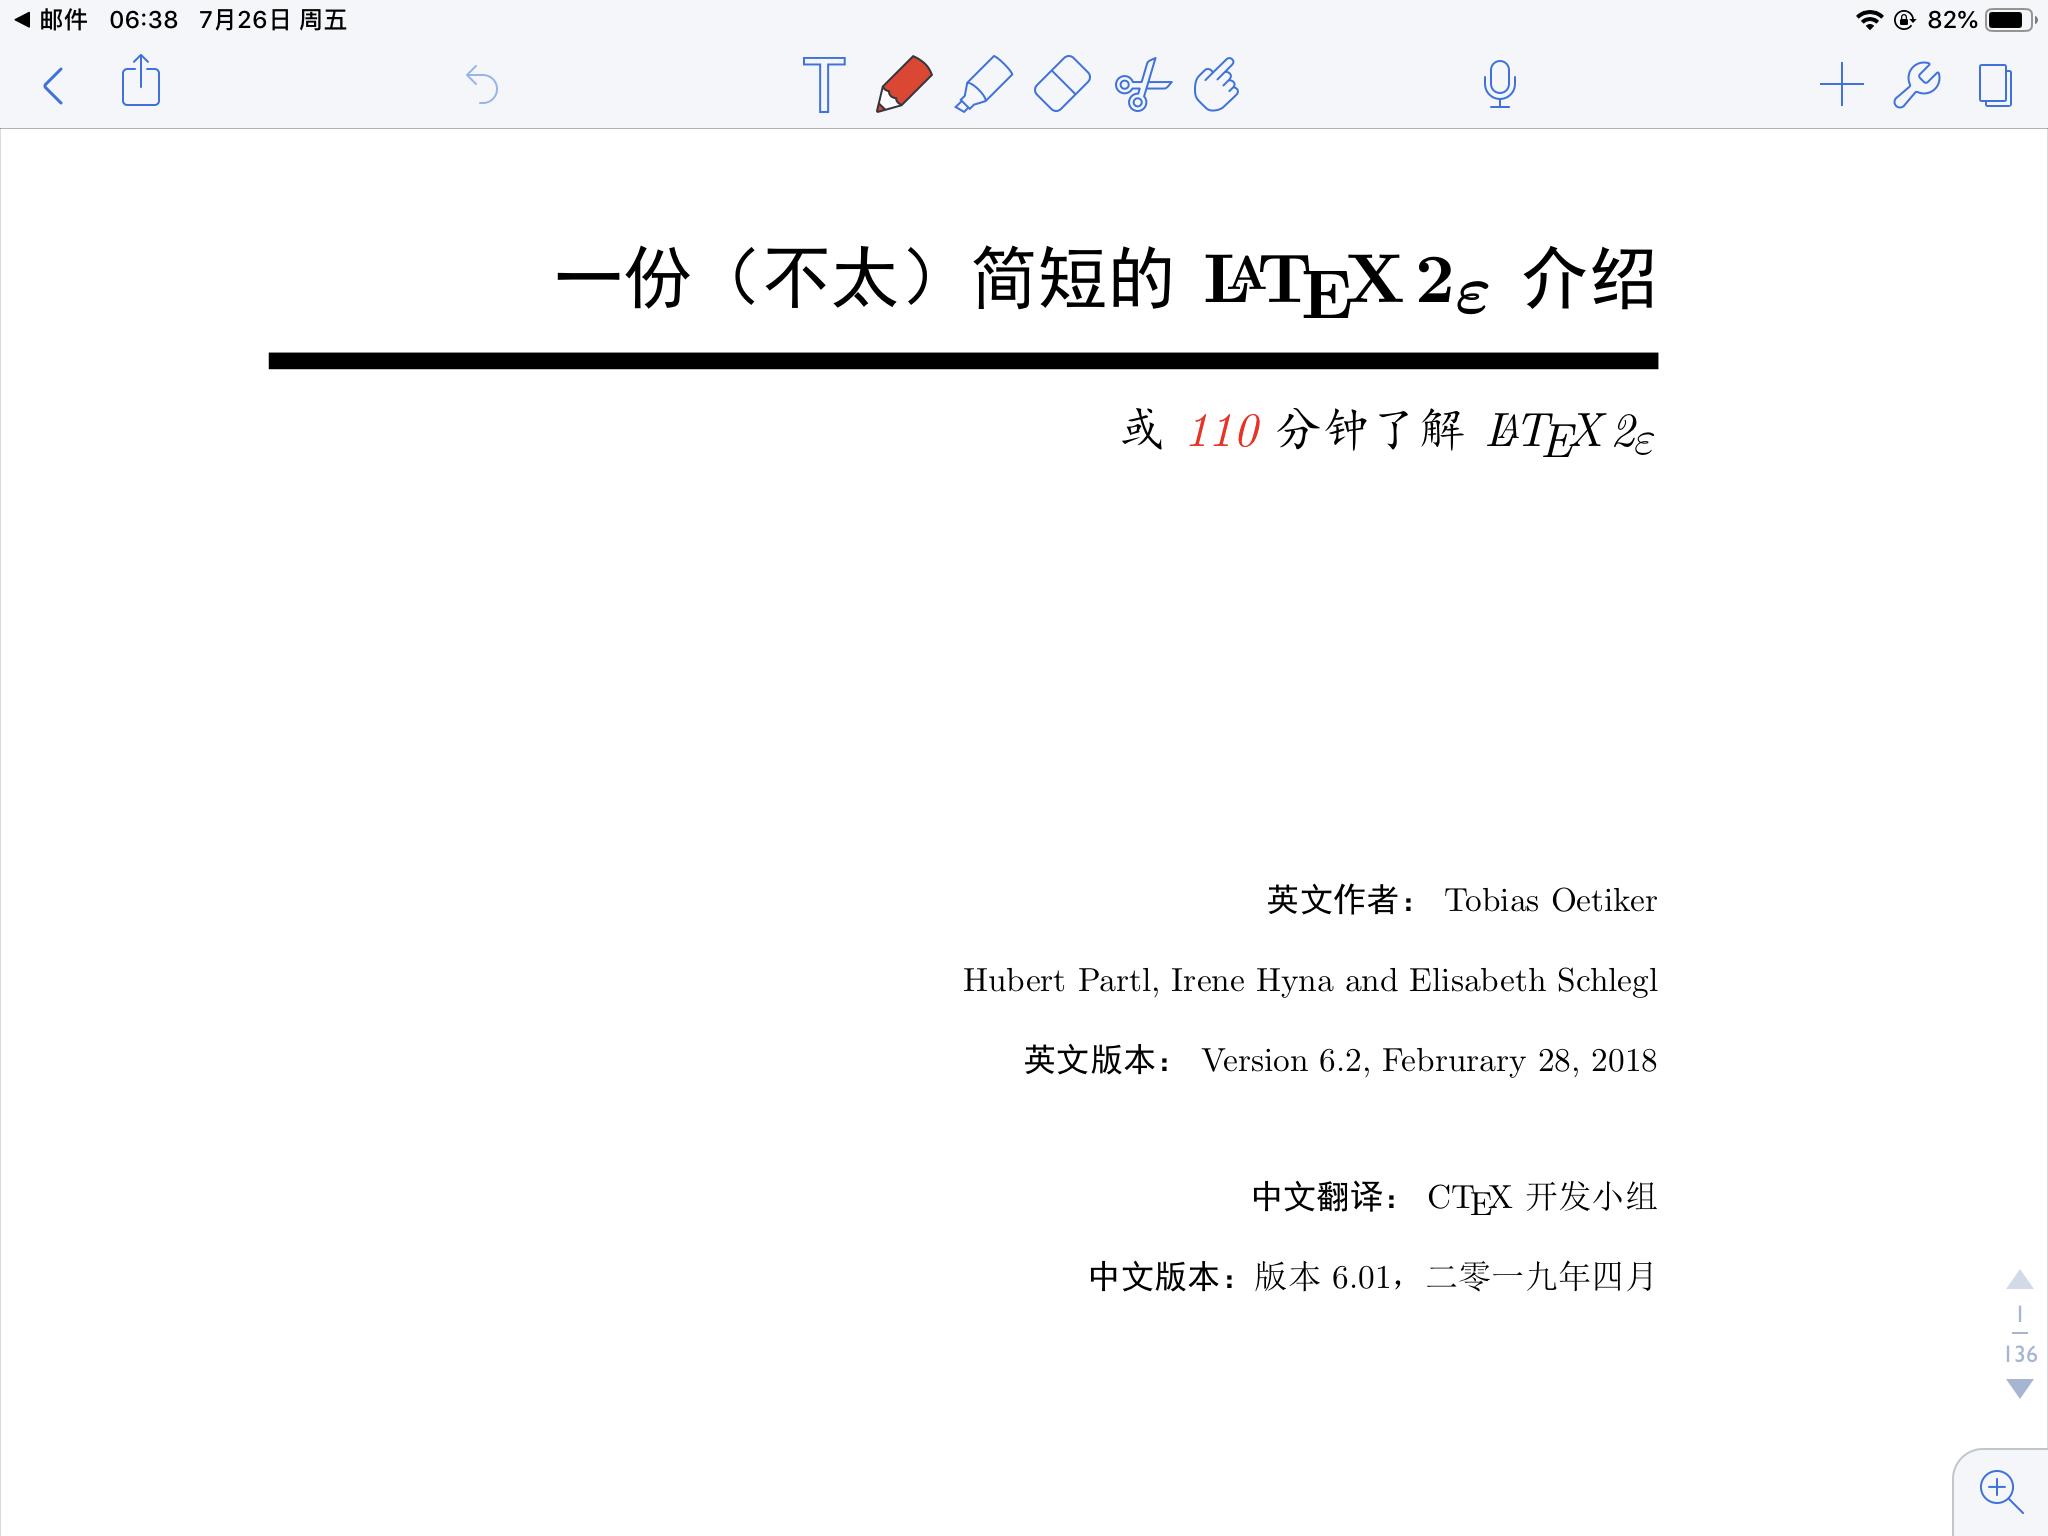 ◀ 邮件 06:38 7月26日 周五 82%
一份（不太）简短的 LATEX 2ε 介绍
或 110 分钟了解 LATEX 2ε
英文作者： Tobias Oetiker
Hubert Partl, Irene Hyna and Elisabeth Schlegl
英文版本： Version 6.2, Februrary 28, 2018
中文翻译： CTEX 开发小组
中文版本：版本 6.01，二零一九年四月
1
136